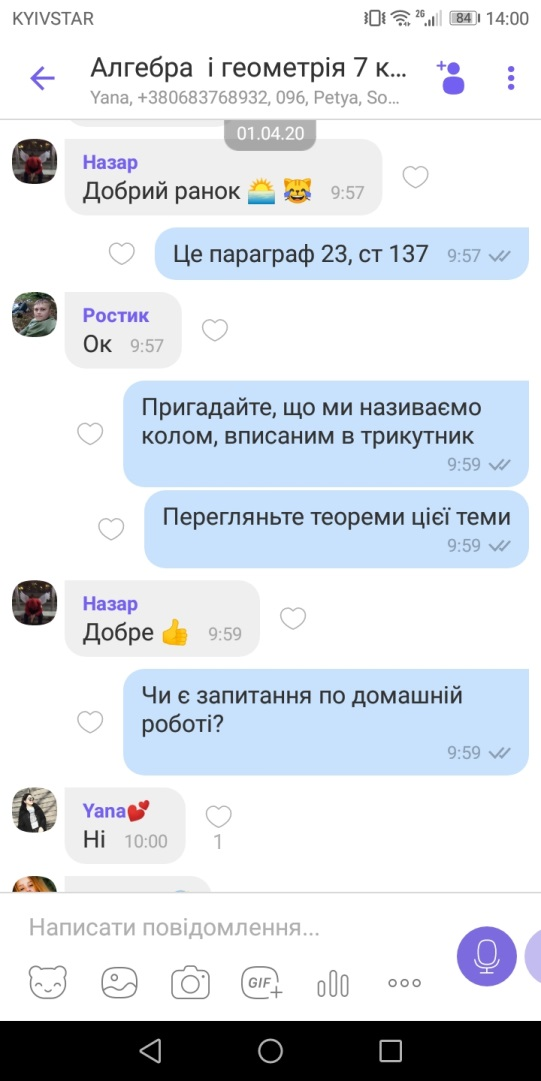 KYIVSTAR
2G
84
14:00
Алгебра і геометрія 7 к...
Yana, +380683768932, 096, Petya, So...
01.04.20
Назар
Добрий ранок 🌅 😹 9:57
Це параграф 23, ст 137 9:57
Ростик
Ок 9:57
Пригадайте, що ми називаємо
колом, вписаним в трикутник
9:59
Перегляньте теореми цієї теми
9:59
Назар
Добре 👍 9:59
Чи є запитання по домашній
роботі?
9:59
Yana💕
Ні 10:00
1
Написати повідомлення...
GIF